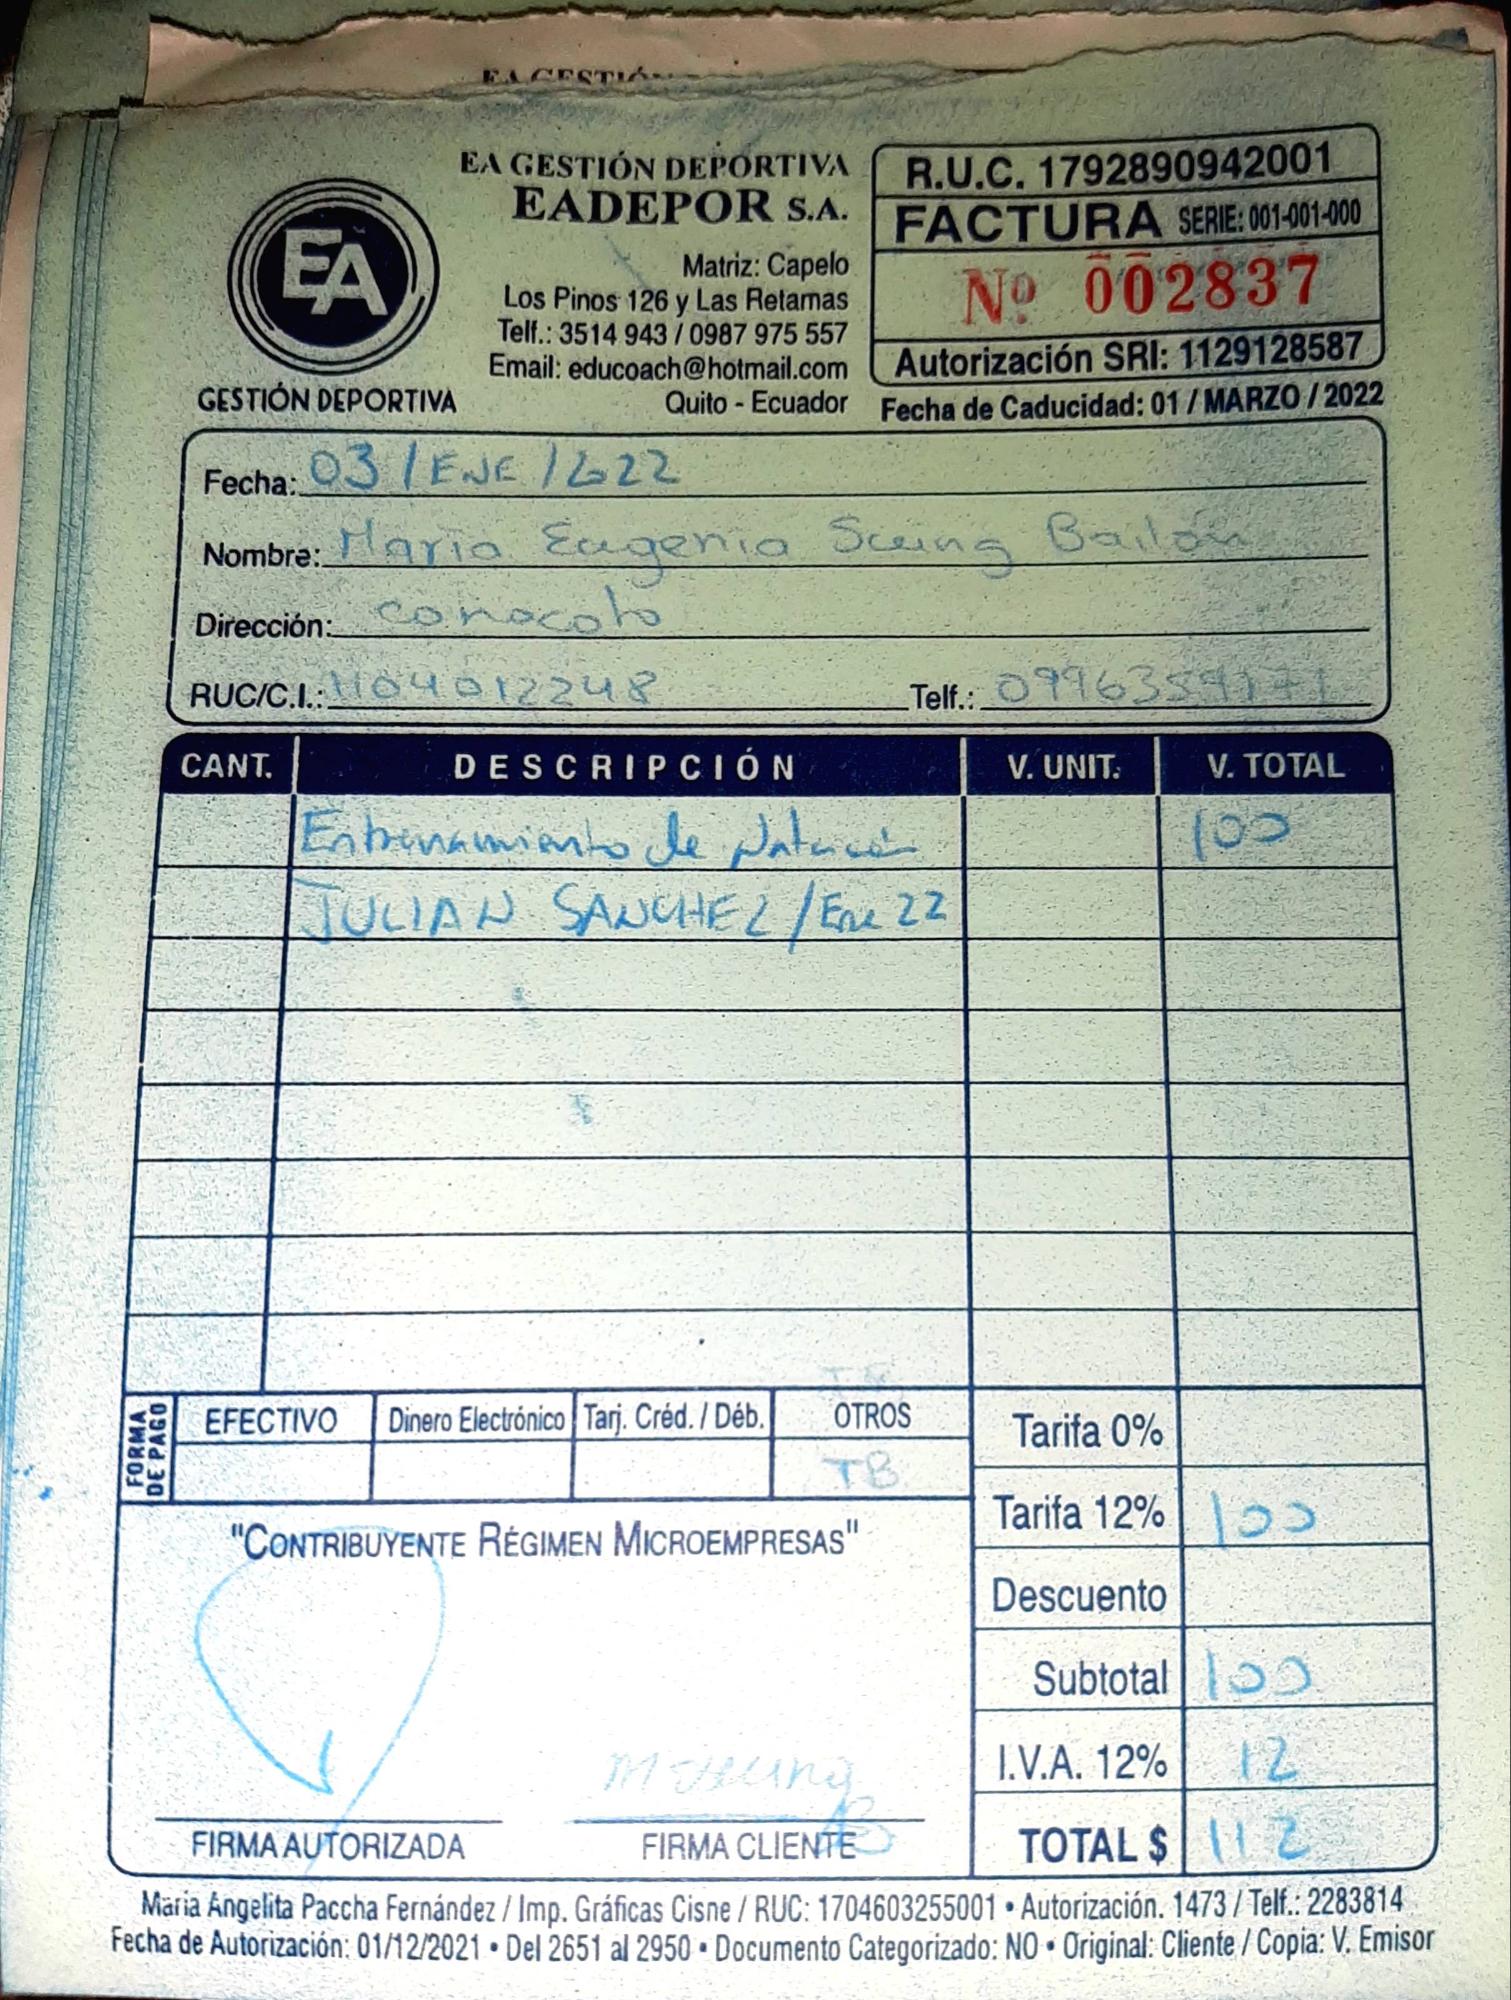 EA GESTIÓN
EA GESTIÓN DEPORTIVA
EADEPOR S.A.
Matriz: Capelo
Los Pinos 126 y Las Retamas
Telf.: 3514 943 / 0987 975 557
Email: educoach@hotmail.com
Quito - Ecuador
EA
GESTIÓN DEPORTIVA
R.U.C. 1792890942001
FACTURA SERIE: 001-001-000
Nº 002837
Autorización SRI: 1129128587
Fecha de Caducidad: 01 / MARZO / 2022
Fecha: 03 / ENE / 2022
Nombre: Maria Eugenia Bailón
Dirección: conocoto
RUC/C.I.: 1104012248 Telf.:
CANT. DESCRIPCIÓN V. UNIT. V. TOTAL
Entrenamiento de Natación 100
JULIAN SANCHEZ / Ene 22
FORMA DE PAGO
EFECTIVO Dinero Electrónico Tarj. Créd. / Déb. OTROS
TB
Tarifa 0%
Tarifa 12% 100
Descuento
Subtotal 100
I.V.A. 12% 12
TOTAL $ 112
"CONTRIBUYENTE RÉGIMEN MICROEMPRESAS"
FIRMA AUTORIZADA FIRMA CLIENTE
Maria Angelita Paccha Fernández / Imp. Gráficas Cisne / RUC: 1704603255001 • Autorización. 1473 / Telf.: 2283814
Fecha de Autorización: 01/12/2021 • Del 2651 al 2950 • Documento Categorizado: NO • Original: Cliente / Copia: V. Emisor